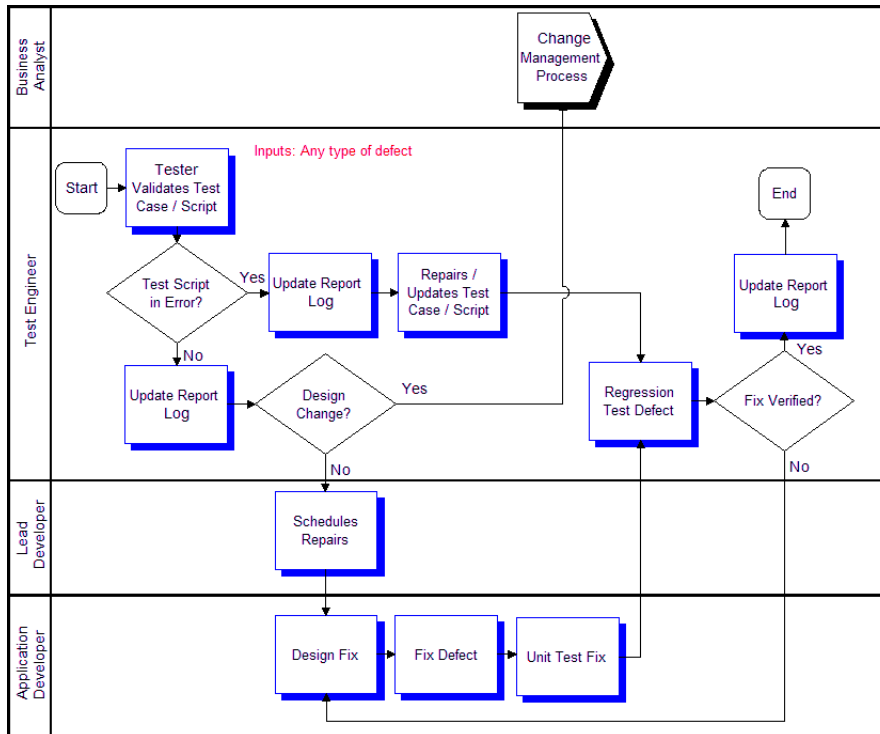 Business
Analyst
Change
Management
Process
Test Engineer
Inputs: Any type of defect
Start
Tester
Validates Test
Case / Script
End
Test Script
in Error?
Yes
Update Report
Log
Repairs /
Updates Test
Case / Script
Update Report
Log
No
Yes
Update Report
Log
Design
Change?
Yes
Regression
Test Defect
Fix Verified?
No
No
Lead
Developer
Schedules
Repairs
Application
Developer
Design Fix
Fix Defect
Unit Test Fix